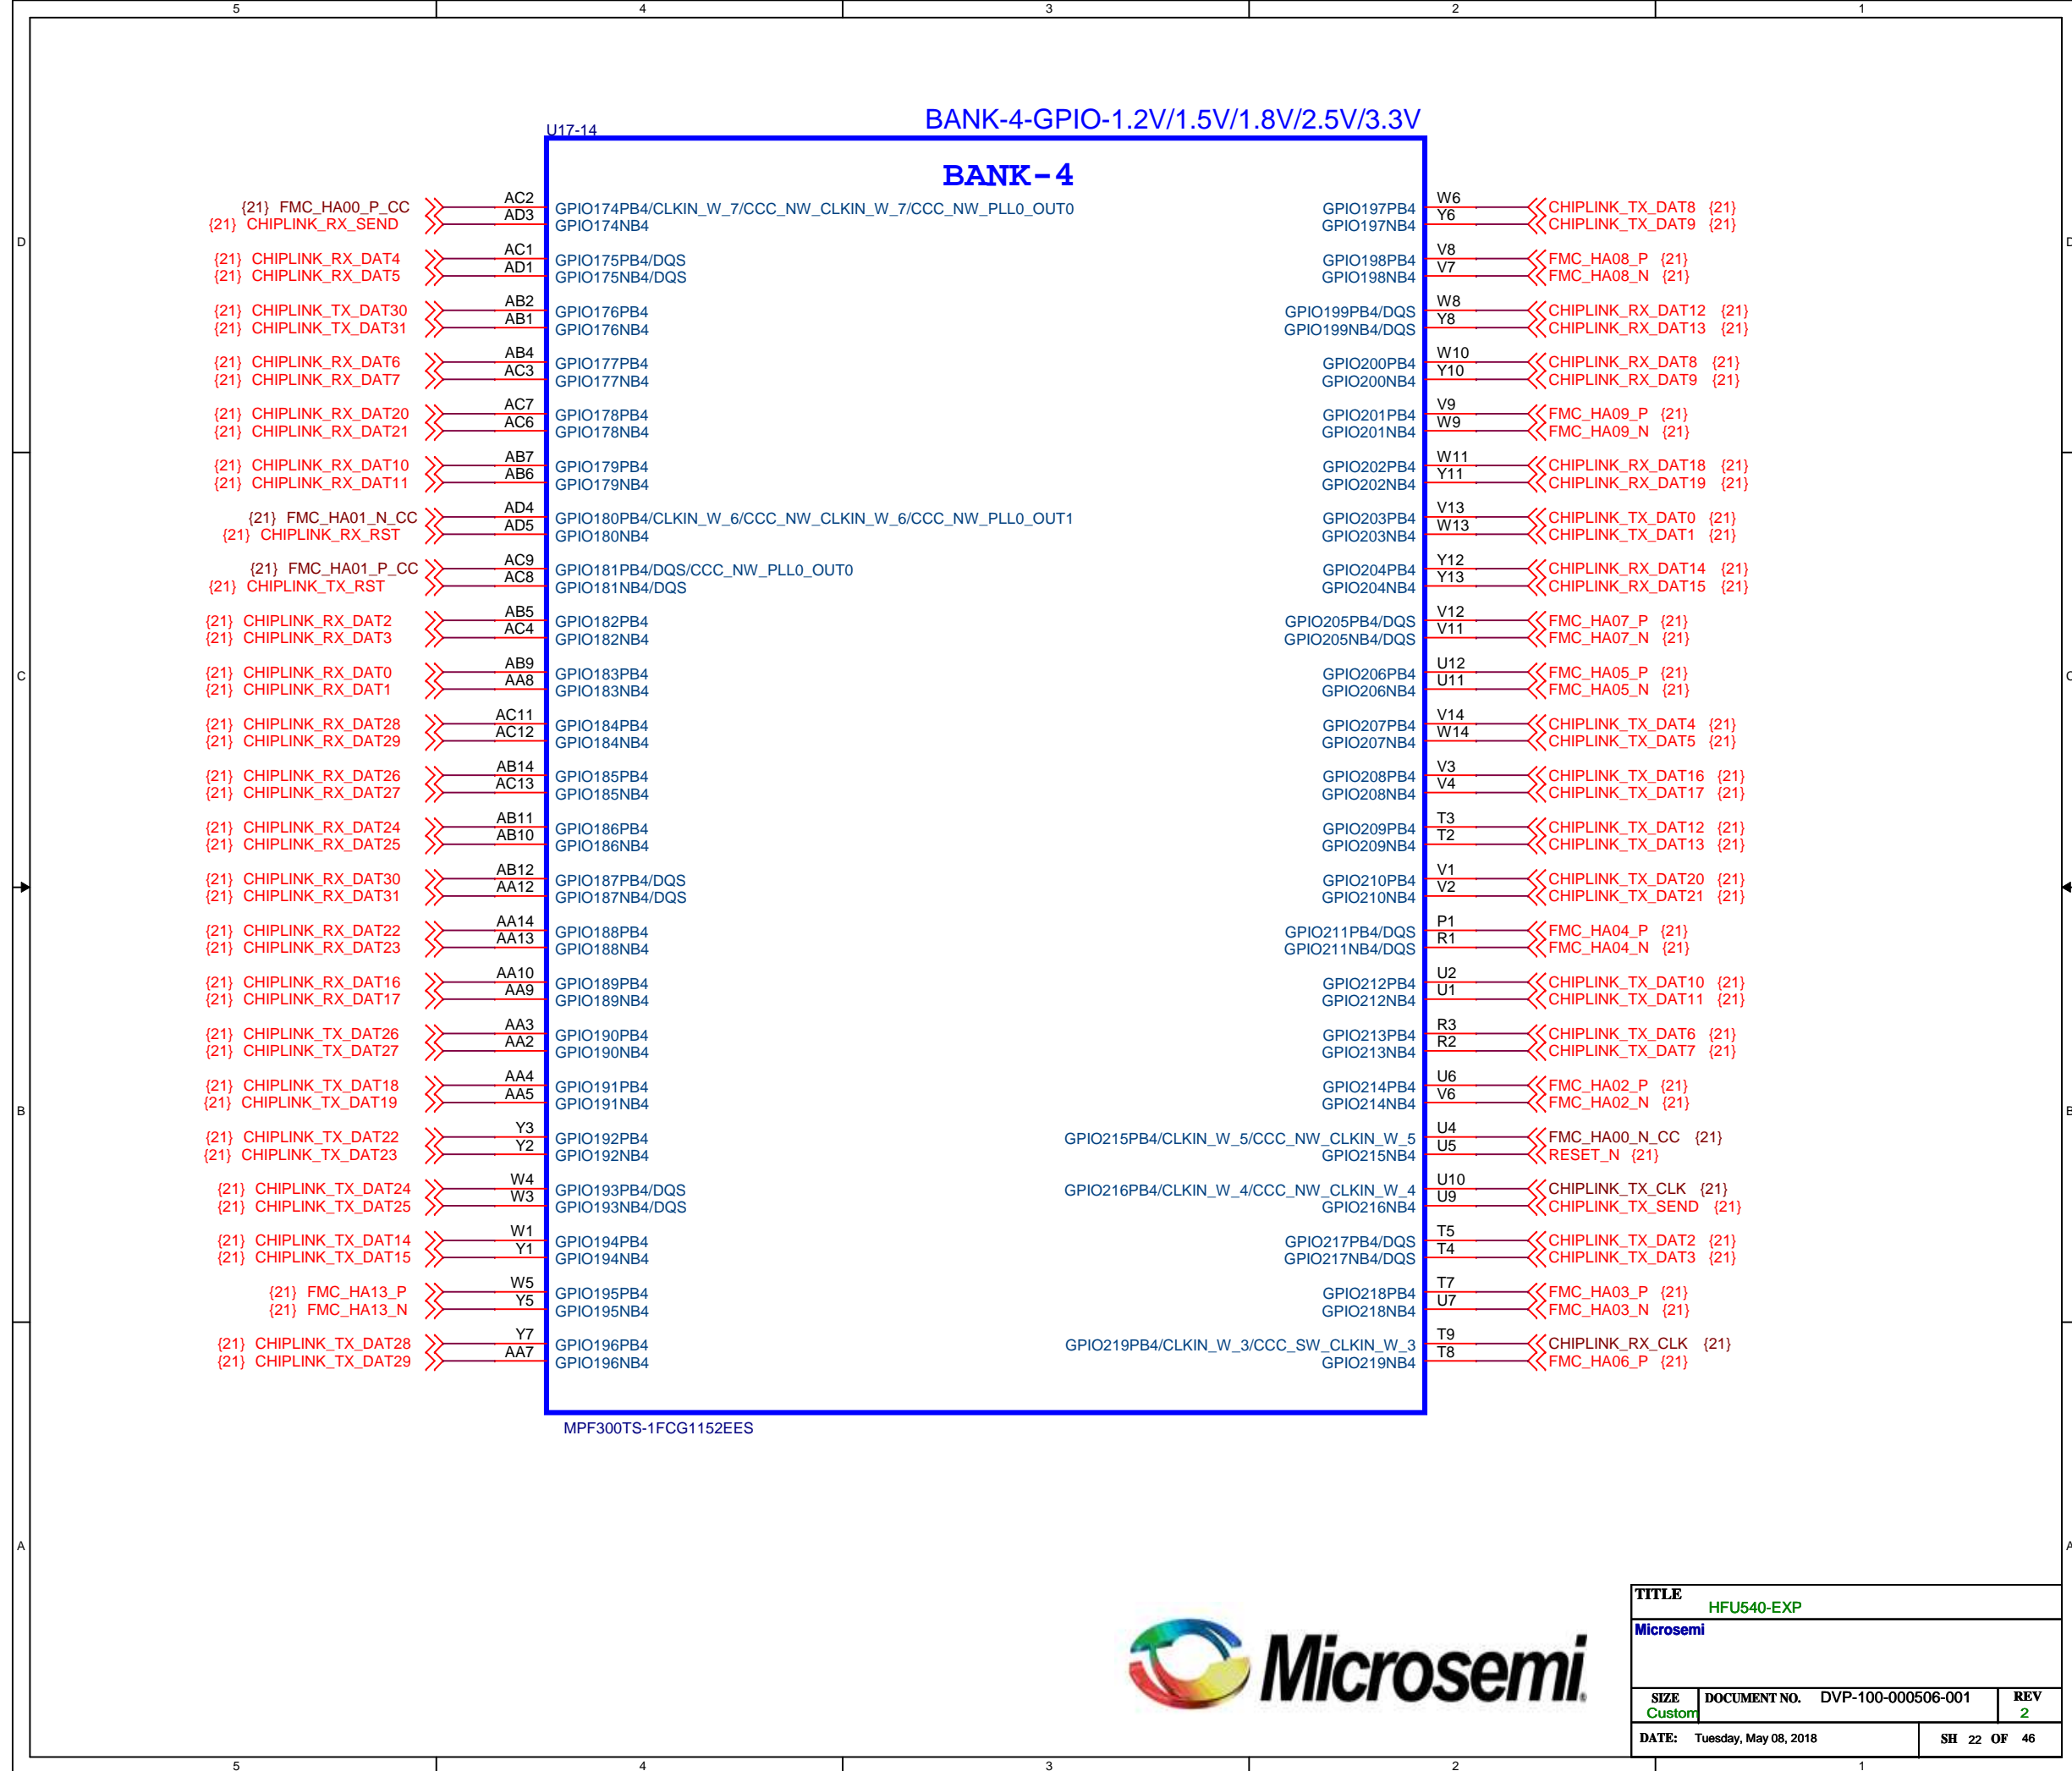 5 4 3 2 1
BANK-4-GPIO-1.2V/1.5V/1.8V/2.5V/3.3V
U17-14
BANK-4
{21} FMC_HA00_P_CC AC2 GPIO174PB4/CLKIN_W_7/CCC_NW_CLKIN_W_7/CCC_NW_PLL0_OUT0 GPIO197PB4 W6 CHIPLINK_TX_DAT8 {21}
{21} CHIPLINK_RX_SEND AD3 GPIO174NB4 GPIO197NB4 Y6 CHIPLINK_TX_DAT9 {21}
D D
{21} CHIPLINK_RX_DAT4 AC1 GPIO175PB4/DQS GPIO198PB4 V8 FMC_HA08_P {21}
{21} CHIPLINK_RX_DAT5 AD1 GPIO175NB4/DQS GPIO198NB4 V7 FMC_HA08_N {21}
{21} CHIPLINK_TX_DAT30 AB2 GPIO176PB4 GPIO199PB4/DQS W8 CHIPLINK_RX_DAT12 {21}
{21} CHIPLINK_TX_DAT31 AB1 GPIO176NB4 GPIO199NB4/DQS Y8 CHIPLINK_RX_DAT13 {21}
{21} CHIPLINK_RX_DAT6 AB4 GPIO177PB4 GPIO200PB4 W10 CHIPLINK_RX_DAT8 {21}
{21} CHIPLINK_RX_DAT7 AC3 GPIO177NB4 GPIO200NB4 Y10 CHIPLINK_RX_DAT9 {21}
{21} CHIPLINK_RX_DAT20 AC7 GPIO178PB4 GPIO201PB4 V9 FMC_HA09_P {21}
{21} CHIPLINK_RX_DAT21 AC6 GPIO178NB4 GPIO201NB4 W9 FMC_HA09_N {21}
{21} CHIPLINK_RX_DAT10 AB7 GPIO179PB4 GPIO202PB4 W11 CHIPLINK_RX_DAT18 {21}
{21} CHIPLINK_RX_DAT11 AB6 GPIO179NB4 GPIO202NB4 Y11 CHIPLINK_RX_DAT19 {21}
{21} FMC_HA01_N_CC AD4 GPIO180PB4/CLKIN_W_6/CCC_NW_CLKIN_W_6/CCC_NW_PLL0_OUT1 GPIO203PB4 V13 CHIPLINK_TX_DAT0 {21}
{21} CHIPLINK_RX_RST AD5 GPIO180NB4 GPIO203NB4 W13 CHIPLINK_TX_DAT1 {21}
{21} FMC_HA01_P_CC AC9 GPIO181PB4/DQS/CCC_NW_PLL0_OUT0 GPIO204PB4 Y12 CHIPLINK_RX_DAT14 {21}
{21} CHIPLINK_TX_RST AC8 GPIO181NB4/DQS GPIO204NB4 Y13 CHIPLINK_RX_DAT15 {21}
{21} CHIPLINK_RX_DAT2 AB5 GPIO182PB4 GPIO205PB4/DQS V12 FMC_HA07_P {21}
{21} CHIPLINK_RX_DAT3 AC4 GPIO182NB4 GPIO205NB4/DQS V11 FMC_HA07_N {21}
{21} CHIPLINK_RX_DAT0 AB9 GPIO183PB4 GPIO206PB4 U12 FMC_HA05_P {21}
C C
{21} CHIPLINK_RX_DAT1 AA8 GPIO183NB4 GPIO206NB4 U11 FMC_HA05_N {21}
{21} CHIPLINK_RX_DAT28 AC11 GPIO184PB4 GPIO207PB4 V14 CHIPLINK_TX_DAT4 {21}
{21} CHIPLINK_RX_DAT29 AC12 GPIO184NB4 GPIO207NB4 W14 CHIPLINK_TX_DAT5 {21}
{21} CHIPLINK_RX_DAT26 AB14 GPIO185PB4 GPIO208PB4 V3 CHIPLINK_TX_DAT16 {21}
{21} CHIPLINK_RX_DAT27 AC13 GPIO185NB4 GPIO208NB4 V4 CHIPLINK_TX_DAT17 {21}
{21} CHIPLINK_RX_DAT24 AB11 GPIO186PB4 GPIO209PB4 T3 CHIPLINK_TX_DAT12 {21}
{21} CHIPLINK_RX_DAT25 AB10 GPIO186NB4 GPIO209NB4 T2 CHIPLINK_TX_DAT13 {21}
{21} CHIPLINK_RX_DAT30 AB12 GPIO187PB4/DQS GPIO210PB4 V1 CHIPLINK_TX_DAT20 {21}
{21} CHIPLINK_RX_DAT31 AA12 GPIO187NB4/DQS GPIO210NB4 V2 CHIPLINK_TX_DAT21 {21}
{21} CHIPLINK_RX_DAT22 AA14 GPIO188PB4 GPIO211PB4/DQS P1 FMC_HA04_P {21}
{21} CHIPLINK_RX_DAT23 AA13 GPIO188NB4 GPIO211NB4/DQS R1 FMC_HA04_N {21}
{21} CHIPLINK_RX_DAT16 AA10 GPIO189PB4 GPIO212PB4 U2 CHIPLINK_TX_DAT10 {21}
{21} CHIPLINK_RX_DAT17 AA9 GPIO189NB4 GPIO212NB4 U1 CHIPLINK_TX_DAT11 {21}
{21} CHIPLINK_TX_DAT26 AA3 GPIO190PB4 GPIO213PB4 R3 CHIPLINK_TX_DAT6 {21}
{21} CHIPLINK_TX_DAT27 AA2 GPIO190NB4 GPIO213NB4 R2 CHIPLINK_TX_DAT7 {21}
{21} CHIPLINK_TX_DAT18 AA4 GPIO191PB4 GPIO214PB4 U6 FMC_HA02_P {21}
{21} CHIPLINK_TX_DAT19 AA5 GPIO191NB4 GPIO214NB4 V6 FMC_HA02_N {21}
B B
{21} CHIPLINK_TX_DAT22 Y3 GPIO192PB4 GPIO215PB4/CLKIN_W_5/CCC_NW_CLKIN_W_5 U4 FMC_HA00_N_CC {21}
{21} CHIPLINK_TX_DAT23 Y2 GPIO192NB4 GPIO215NB4 U5 RESET_N {21}
{21} CHIPLINK_TX_DAT24 W4 GPIO193PB4/DQS GPIO216PB4/CLKIN_W_4/CCC_NW_CLKIN_W_4 U10 CHIPLINK_TX_CLK {21}
{21} CHIPLINK_TX_DAT25 W3 GPIO193NB4/DQS GPIO216NB4 U9 CHIPLINK_TX_SEND {21}
{21} CHIPLINK_TX_DAT14 W1 GPIO194PB4 GPIO217PB4/DQS T5 CHIPLINK_TX_DAT2 {21}
{21} CHIPLINK_TX_DAT15 Y1 GPIO194NB4 GPIO217NB4/DQS T4 CHIPLINK_TX_DAT3 {21}
{21} FMC_HA13_P W5 GPIO195PB4 GPIO218PB4 T7 FMC_HA03_P {21}
{21} FMC_HA13_N Y5 GPIO195NB4 GPIO218NB4 U7 FMC_HA03_N {21}
{21} CHIPLINK_TX_DAT28 Y7 GPIO196PB4 GPIO219PB4/CLKIN_W_3/CCC_SW_CLKIN_W_3 T9 CHIPLINK_RX_CLK {21}
{21} CHIPLINK_TX_DAT29 AA7 GPIO196NB4 GPIO219NB4 T8 FMC_HA06_P {21}
MPF300TS-1FCG1152EES
A A
Microsemi
TITLE
HFU540-EXP
Microsemi
SIZE DOCUMENT NO. DVP-100-000506-001 REV
Custom 2
DATE: Tuesday, May 08, 2018 SH 22 OF 46
5 4 3 2 1